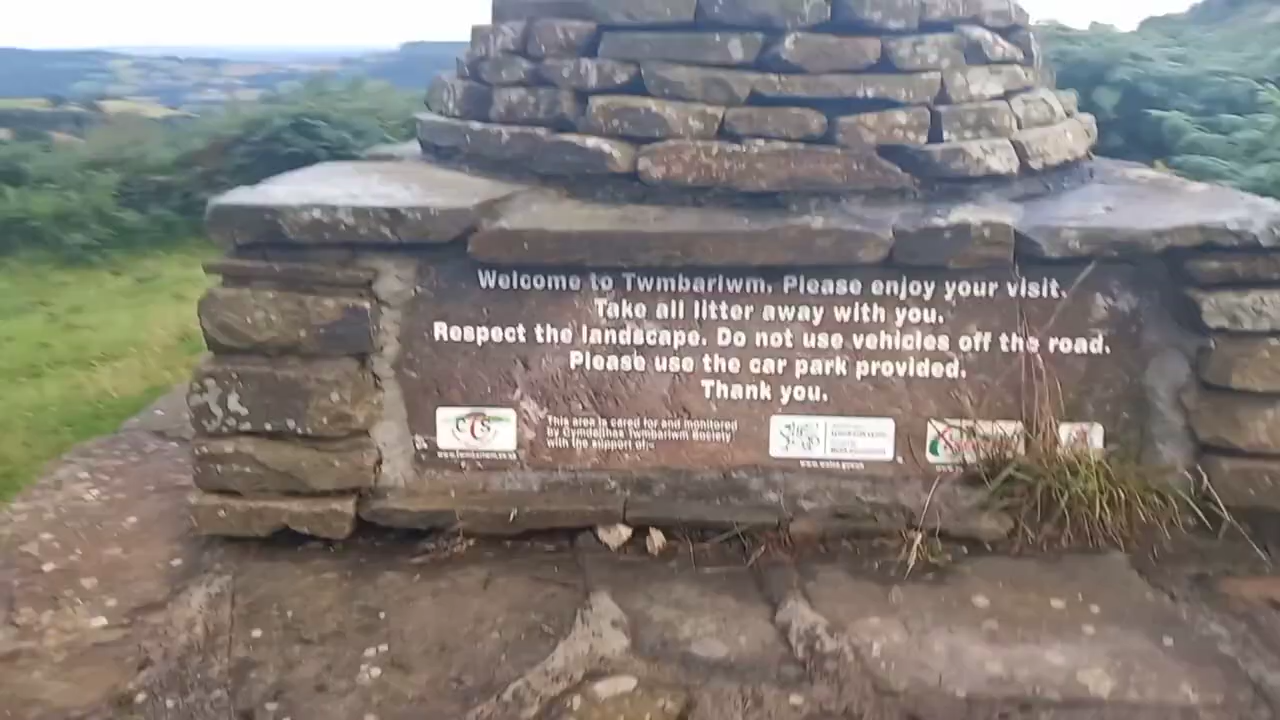 Welcome to Twmbarlwm. Please enjoy your visit.
Take all litter away with you.
Respect the landscape. Do not use vehicles off the road.
Please use the car park provided.
Thank you.
CTS
This area is cared for and monitored
by Cwmdelines Twmbarlwm Society
with the support of:-